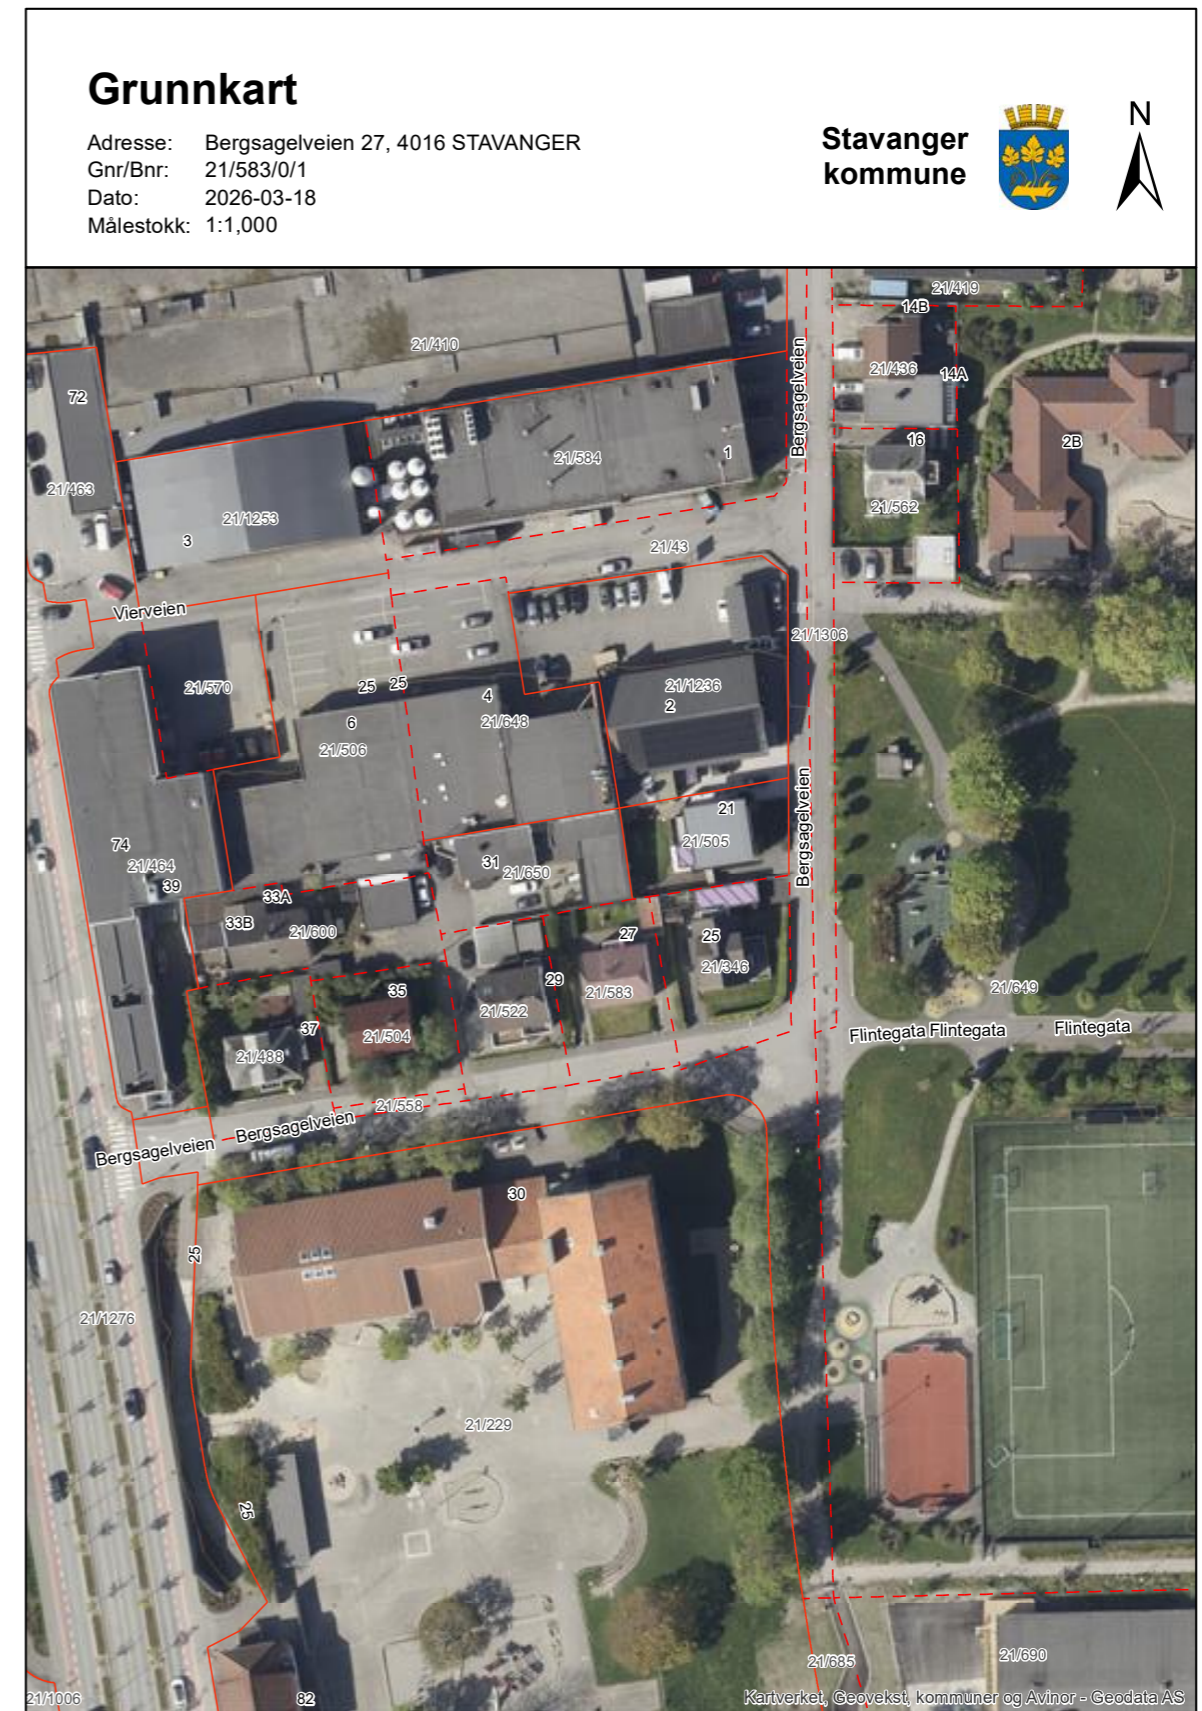 Grunnkart
Adresse: Bergsagelveien 27, 4016 STAVANGER
Gnr/Bnr: 21/583/0/1
Dato: 2026-03-18
Målestokk: 1:1,000
Stavanger
kommune
N
21/419
14B
21/410
Bergsagelveien
21/436
14A
72
16
2B
1
21/584
21/463
21/562
21/1253
3
21/43
Vierveien
21/1306
21/570
25
25
4
21/1236
2
6
21/648
21/506
Bergsagelveien
21
74
21/505
21/464
31
21/650
39
33A
33B
21/600
27
25
21/346
29
35
21/583
21/649
21/522
37
21/504
Flintegata Flintegata
Flintegata
21/488
21/558
Bergsagelveien
Bergsagelveien
30
25
21/1276
21/229
25
21/685
21/690
21/1006
82
Kartverket, Geovekst, kommuner og Avinor - Geodata AS